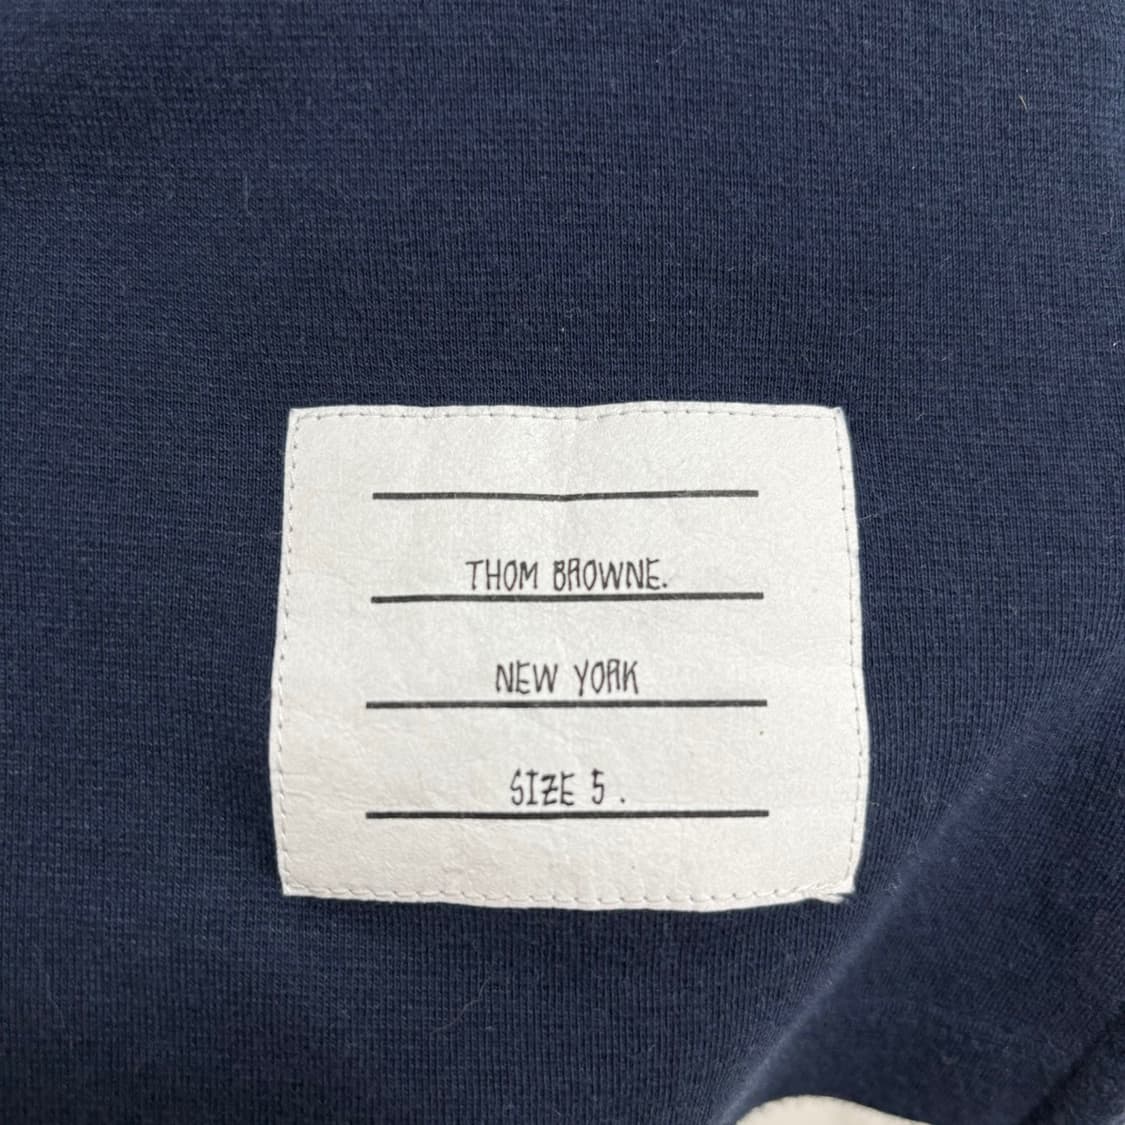 THOM BROWNE.
NEW YORK
SIZE 5 .